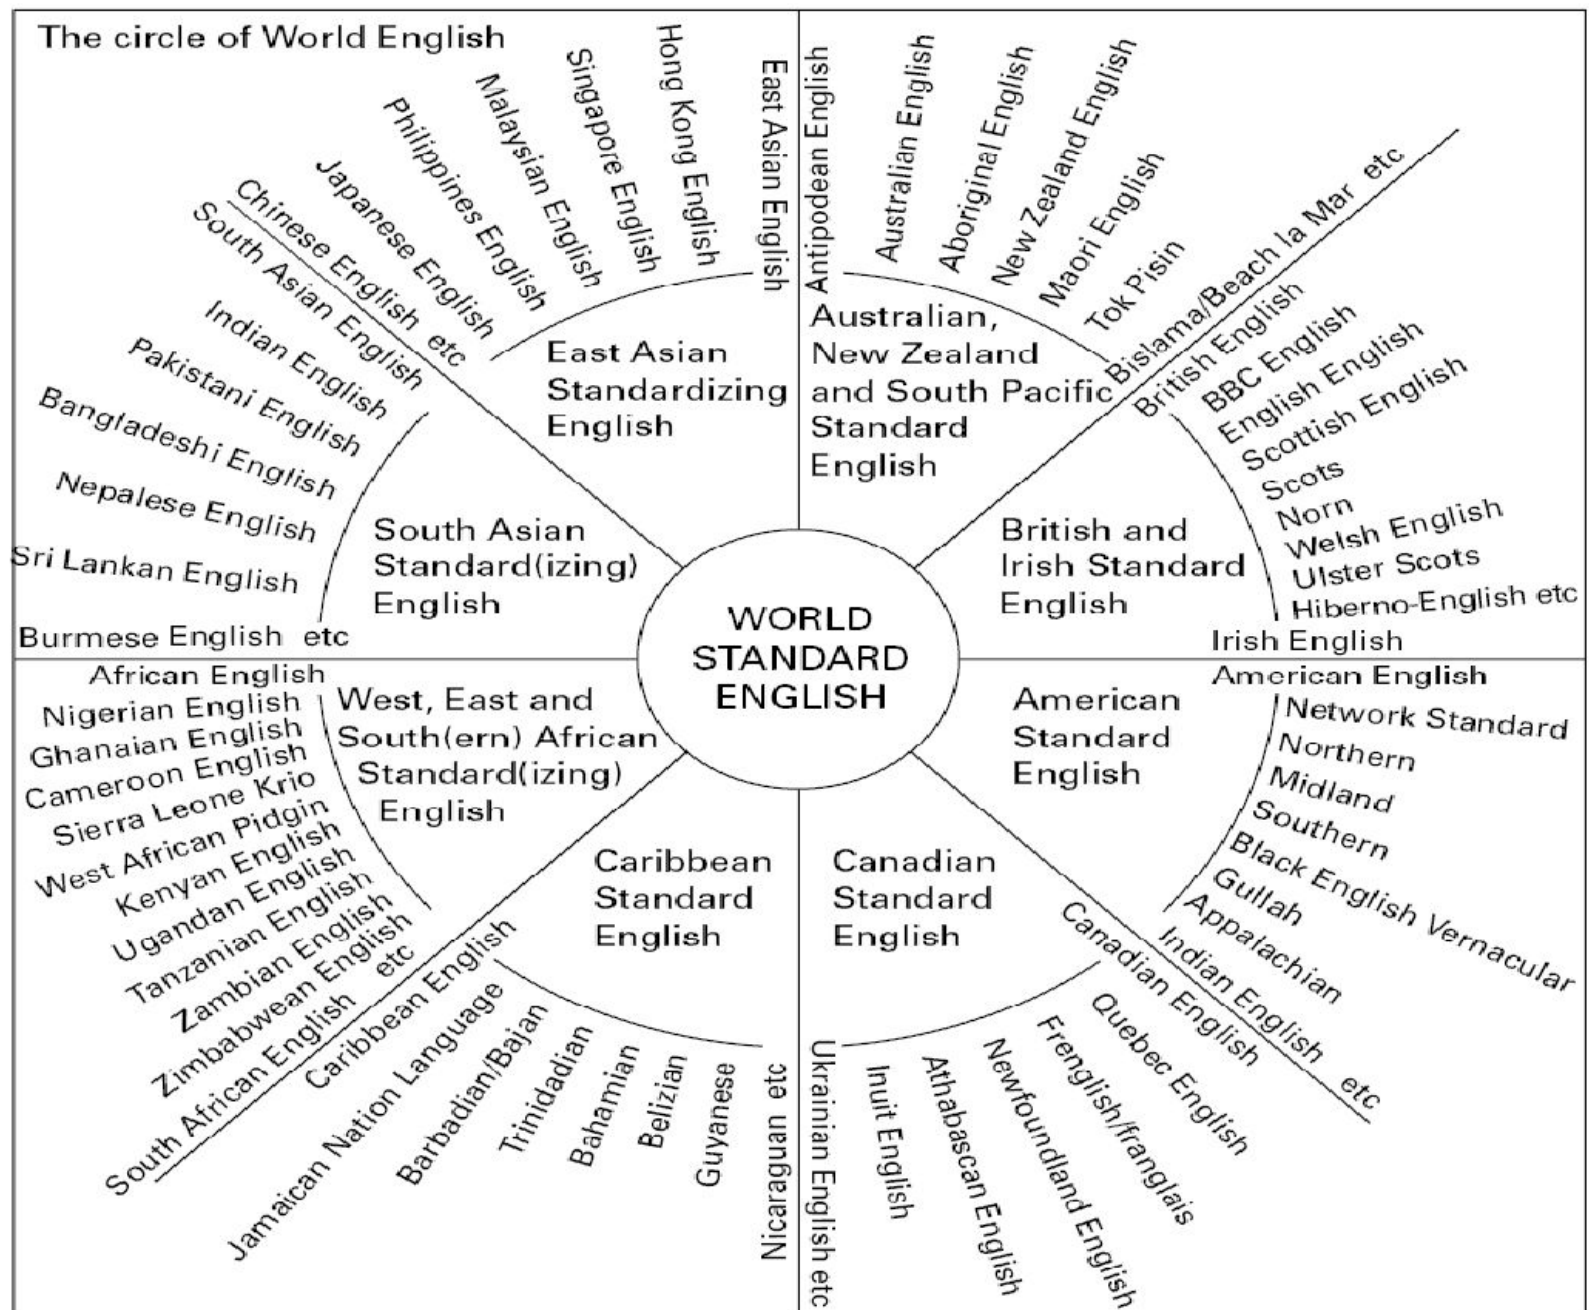 The circle of World English
East Asian English
Hong Kong English
Singapore English
Malaysian English
Philippines English
Japanese English
Chinese English etc
East Asian
Standardizing
English
Antipodean English
Australian English
Aboriginal English
New Zealand English
Maori English
Tok Pisin
Bislama/Beach la Mar etc
Australian,
New Zealand
and South Pacific
Standard
English
British English
BBC English
English English
Scottish English
Scots
Norn
Welsh English
Ulster Scots
Hiberno-English etc
Irish English
British and
Irish Standard
English
American English
Network Standard
Northern
Midland
Southern
Black English Vernacular
Gullah
Appalachian
Indian English etc
American
Standard
English
Canadian English
Quebec English
Frenglish/franglais
Newfoundland English
Athabascan English
Inuit English
Ukrainian English etc
Canadian
Standard
English
Caribbean English
Jamaican Nation Language
Barbadian/Bajan
Trinidadian
Bahamian
Belizian
Guyanese
Nicaraguan etc
Caribbean
Standard
English
African English
Nigerian English
Ghanaian English
Cameroon English
Sierra Leone Krio
West African Pidgin
Kenyan English
Ugandan English
Tanzanian English
Zambian English
Zimbabwean English
etc
South African English
West, East and
South(ern) African
Standard(izing)
English
South Asian English
Indian English
Pakistani English
Bangladeshi English
Nepalese English
Sri Lankan English
Burmese English etc
South Asian
Standard(izing)
English
WORLD
STANDARD
ENGLISH